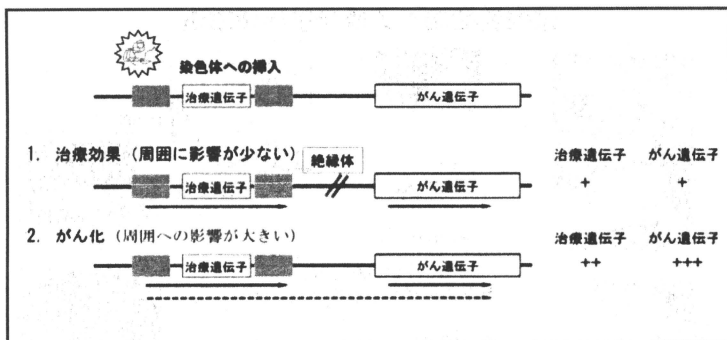 染色体への挿入
治療遺伝子 がん遺伝子
1. 治療効果（周囲に影響が少ない） 絶縁体 治療遺伝子 がん遺伝子
治療遺伝子 がん遺伝子 + +
2. がん化（周囲への影響が大きい） 治療遺伝子 がん遺伝子
治療遺伝子 がん遺伝子 ++ +++